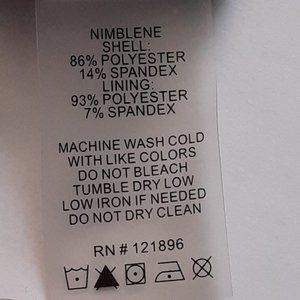 NIMBLENE
SHELL:
86% POLYESTER
14% SPANDEX
LINING:
93% POLYESTER
7% SPANDEX
MACHINE WASH COLD
WITH LIKE COLORS
DO NOT BLEACH
TUMBLE DRY LOW
LOW IRON IF NEEDED
DO NOT DRY CLEAN
RN # 121896